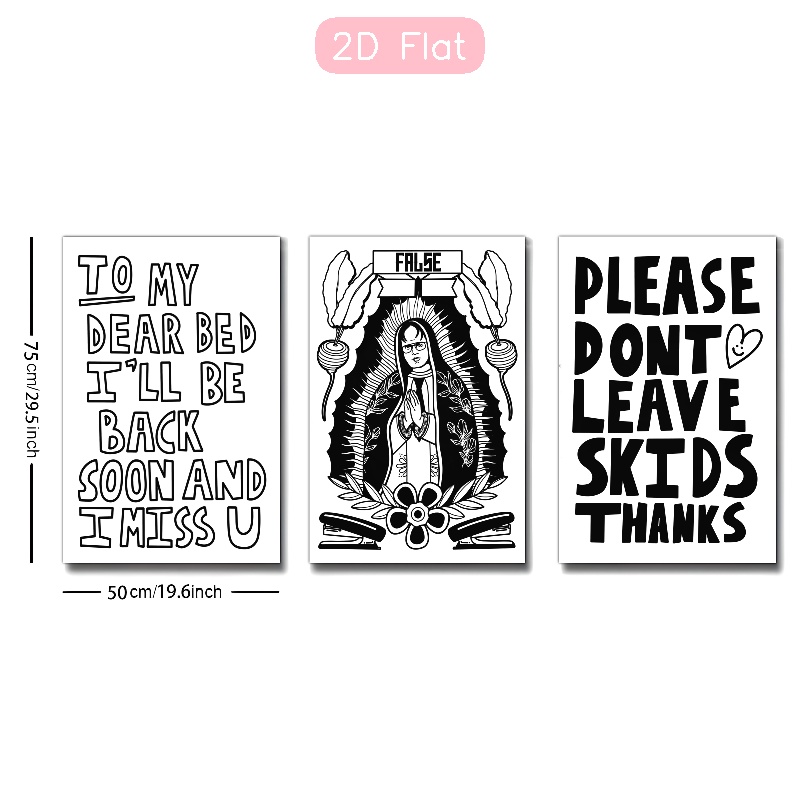 2D Flat
TO MY
DEAR BED
I'LL BE
BACK
SOON AND
I MISS U
FALSE
PLEASE
DONT
LEAVE
SKIDS
THANKS
75cm/29.5inch
50cm/19.6inch